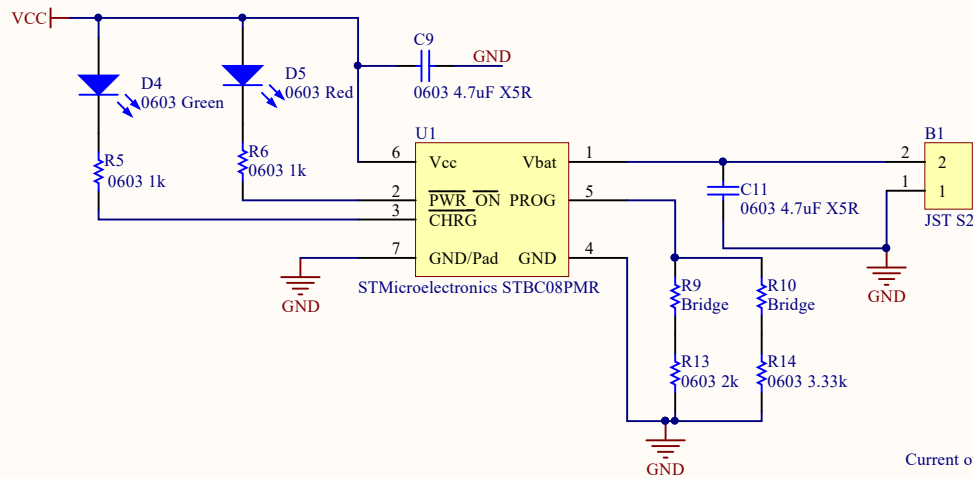 VCC
C9
GND
D4
0603 Green
D5
0603 Red
0603 4.7uF X5R
R5
0603 1k
R6
0603 1k
U1
B1
6
Vcc
Vbat
1
2
2
2
PWR_ON
PROG
5
1
1
3
CHRG
C11
0603 4.7uF X5R
7
GND/Pad
GND
4
JST S2
STMicroelectronics STBC08PMR
GND
GND
R9
Bridge
R10
Bridge
R13
0603 2k
R14
0603 3.33k
GND